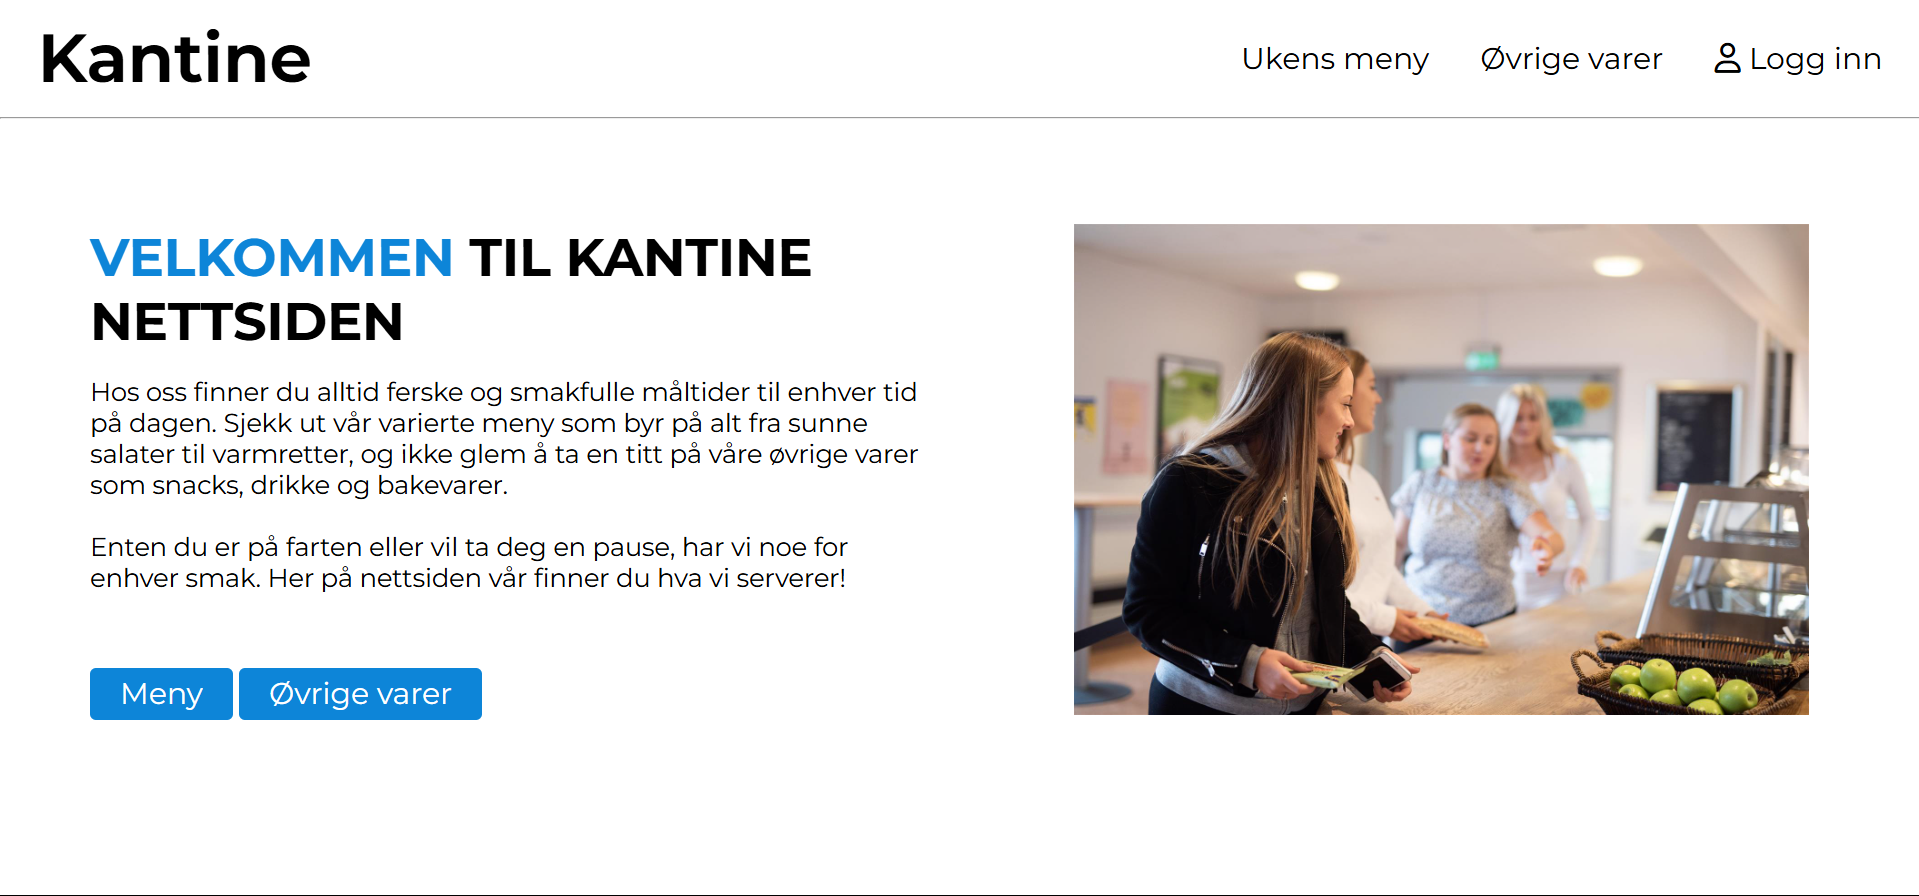 Kantine
Ukens meny
Øvrige varer
Logg inn
VELKOMMEN TIL KANTINE
NETTSIDEN
Hos oss finner du alltid ferske og smakfulle måltider til enhver tid
på dagen. Sjekk ut vår varierte meny som byr på alt fra sunne
salater til varmretter, og ikke glem å ta en titt på våre øvrige varer
som snacks, drikke og bakevarer.
Enten du er på farten eller vil ta deg en pause, har vi noe for
enhver smak. Her på nettsiden vår finner du hva vi serverer!
Meny
Øvrige varer